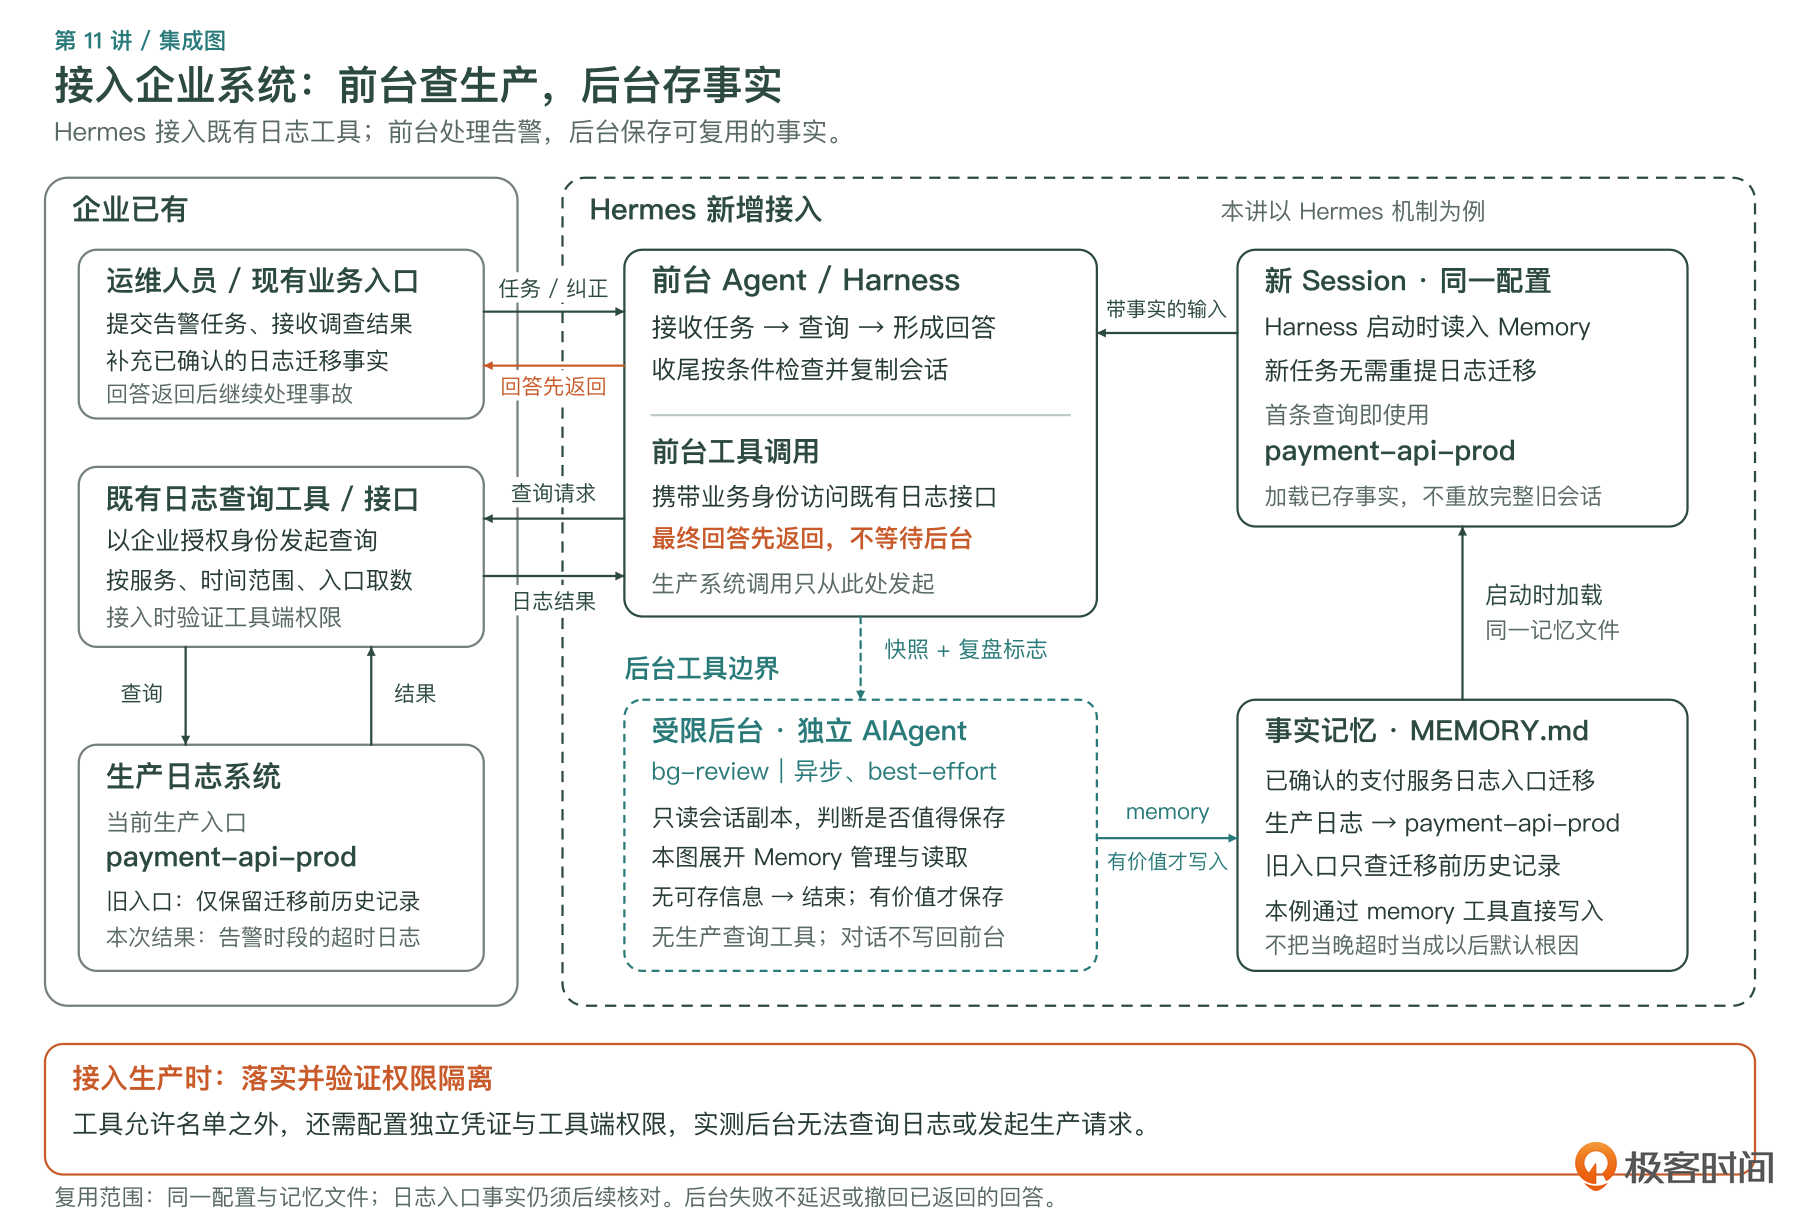 第 11 讲 / 集成图
接入企业系统：前台查生产，后台存事实
Hermes 接入既有日志工具；前台处理告警，后台保存可复用的事实。
企业已有
运维人员 / 现有业务入口
提交告警任务、接收调查结果
补充已确认的日志迁移事实
回答返回后继续处理事故
既有日志查询工具 / 接口
以企业授权身份发起查询
按服务、时间范围、入口取数
接入时验证工具端权限
查询
结果
生产日志系统
当前生产入口
payment-api-prod
旧入口：仅保留迁移前历史记录
本次结果：告警时段的超时日志
任务 / 纠正
回答先返回
查询请求
日志结果
Hermes 新增接入
本讲以 Hermes 机制为例
前台 Agent / Harness
接收任务 → 查询 → 形成回答
收尾按条件检查并复制会话
前台工具调用
携带业务身份访问既有日志接口
最终回答先返回，不等待后台
生产系统调用只从此处发起
快照 + 复盘标志
后台工具边界
受限后台 · 独立 AIAgent
bg-review | 异步、best-effort
只读会话副本，判断是否值得保存
本图展开 Memory 管理与读取
无可存信息 → 结束；有价值才保存
无生产查询工具；对话不写回前台
带事实的输入
新 Session · 同一配置
Harness 启动时读入 Memory
新任务无需重提日志迁移
首条查询即使用
payment-api-prod
加载已存事实，不重放完整旧会话
启动时加载
同一记忆文件
memory
有价值才写入
事实记忆 · MEMORY.md
已确认的支付服务日志入口迁移
生产日志 → payment-api-prod
旧入口只查迁移前历史记录
本例通过 memory 工具直接写入
不把当晚超时当成以后默认根因
接入生产时：落实并验证权限隔离
工具允许名单之外，还需配置独立凭证与工具端权限，实测后台无法查询日志或发起生产请求。
极客时间
复用范围：同一配置与记忆文件；日志入口事实仍须后续核对。后台失败不延迟或撤回已返回的回答。